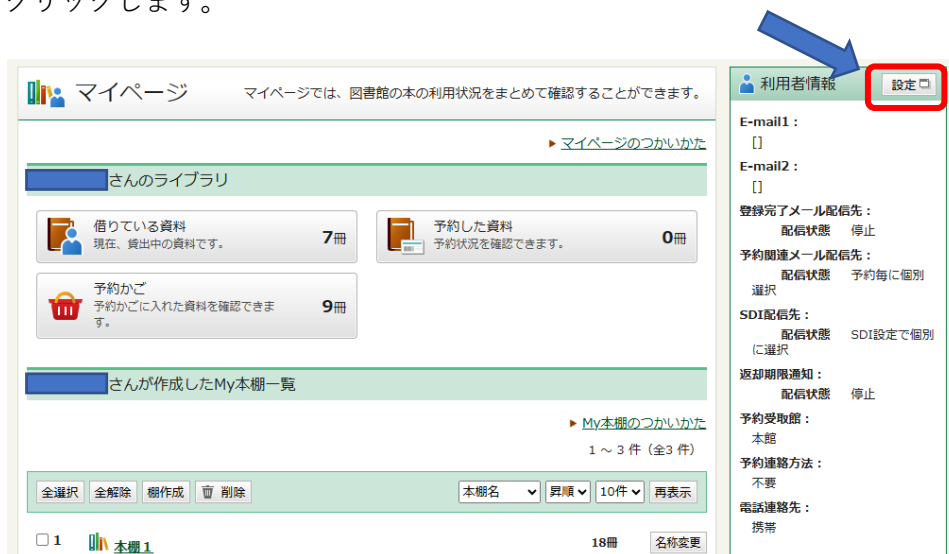 クリックします。
マイページ
マイページでは、図書館の本の利用状況をまとめて確認することができます。
マイページのつかいかた
さんのライブラリ
借りている資料
現在、貸出中の資料です。
7冊
予約した資料
予約状況を確認できます。
0冊
予約かご
予約かごに入れた資料を確認できま
す。
9冊
さんが作成したMy本棚一覧
My本棚のつかいかた
1 ～ 3 件（全3 件）
全選択 全解除 棚作成 削除 本棚名 昇順 10件 再表示
1 本棚１ 18冊 名称変更
利用者情報 設定
E-mail1：
[]
E-mail2：
[]
登録完了メール配信先：
配信状態 停止
予約関連メール配信先：
配信状態 予約毎に個別
選択
SDI配信先：
配信状態 SDI設定で個別
に選択
返却期限通知：
配信状態 停止
予約受取館：
本館
予約連絡方法：
不要
電話連絡先：
携帯